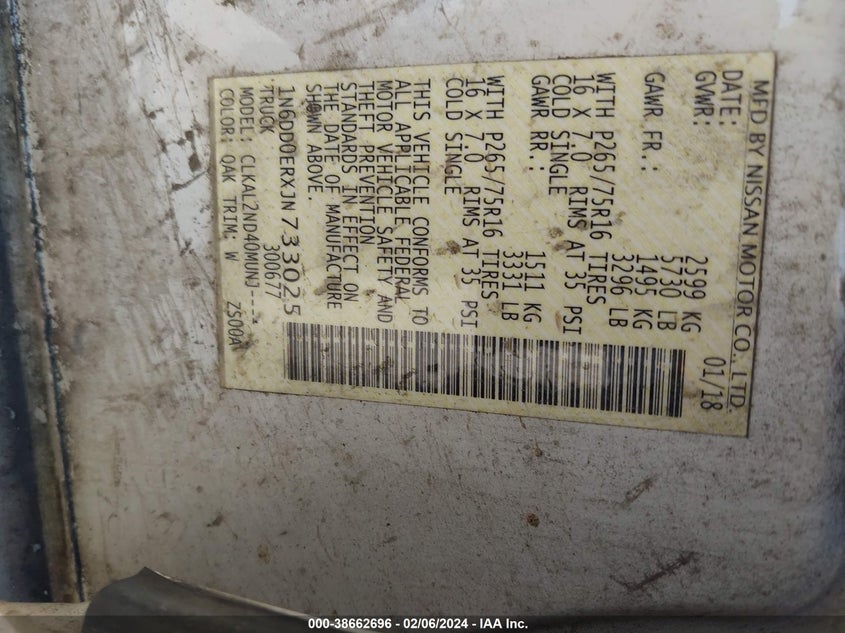 MFD BY NISSAN MOTOR CO., LTD.
DATE: 01/18
GVWR: 2599 KG
5730 LB
GAWR FR.: 1495 KG
3296 LB
WITH P265/75R16 TIRES
16 X 7.0 RIMS AT 35 PSI
COLD SINGLE
GAWR RR.: 1511 KG
3331 LB
WITH P265/75R16 TIRES
16 X 7.0 RIMS AT 35 PSI
COLD SINGLE
THIS VEHICLE CONFORMS TO
ALL APPLICABLE FEDERAL
MOTOR VEHICLE SAFETY AND
THEFT PREVENTION
STANDARDS IN EFFECT ON
THE DATE OF MANUFACTURE
SHOWN ABOVE.
1N6DD0ERXJN733025
TRUCK 300677
MODEL: CLKAL2ND40MUNJ----
COLOR: QAK TRIM: W ZS00A
000-38662696 - 02/06/2024 - IAA Inc.